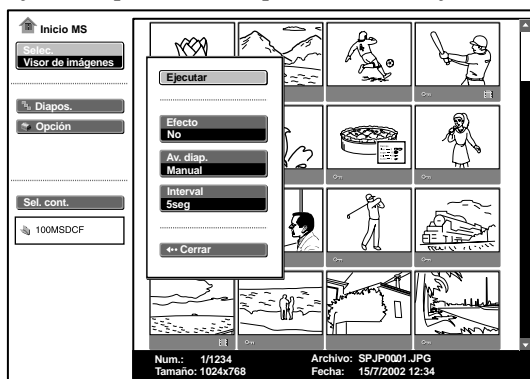 Inicio MS
Selec.
Visor de imágenes
Diapos.
Opción
Sel. cont.
100MSDCF
Ejecutar
Efecto
No
Av. diap.
Manual
Interval
5seg
Cerrar
Num.: 1/1234
Archivo: SPJP0001.JPG
Tamaño: 1024x768
Fecha: 15/7/2002 12:34